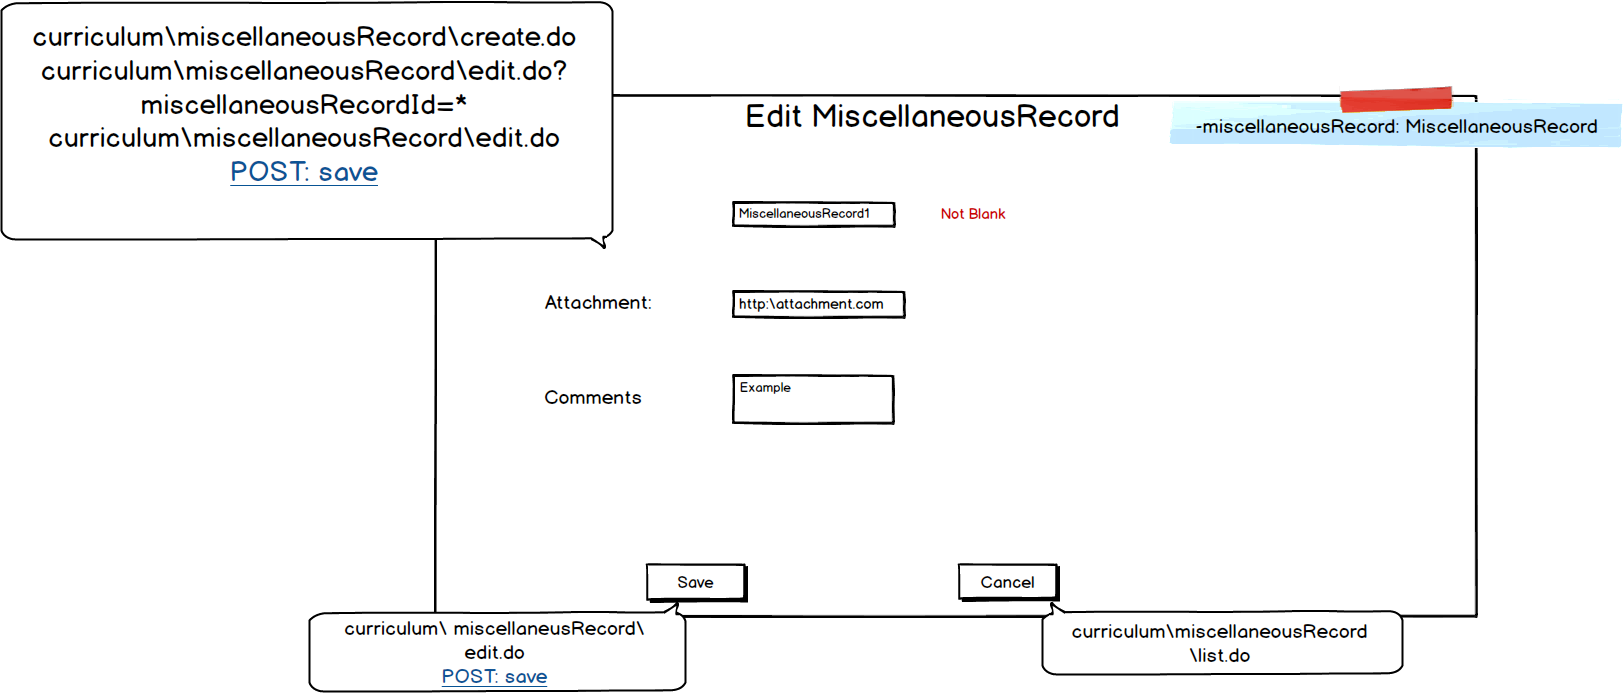 curriculum\miscellaneousRecord\create.do
curriculum\miscellaneousRecord\edit.do?
miscellaneousRecordId=*
curriculum\miscellaneousRecord\edit.do
POST: save
Edit MiscellaneousRecord
-miscellaneousRecord: MiscellaneousRecord
MiscellaneousRecord1
Not Blank
Attachment:
http:\attachment.com
Comments
Example
Save
Cancel
curriculum\ miscellaneusRecord\
edit.do
POST: save
curriculum\miscellaneousRecord
\list.do